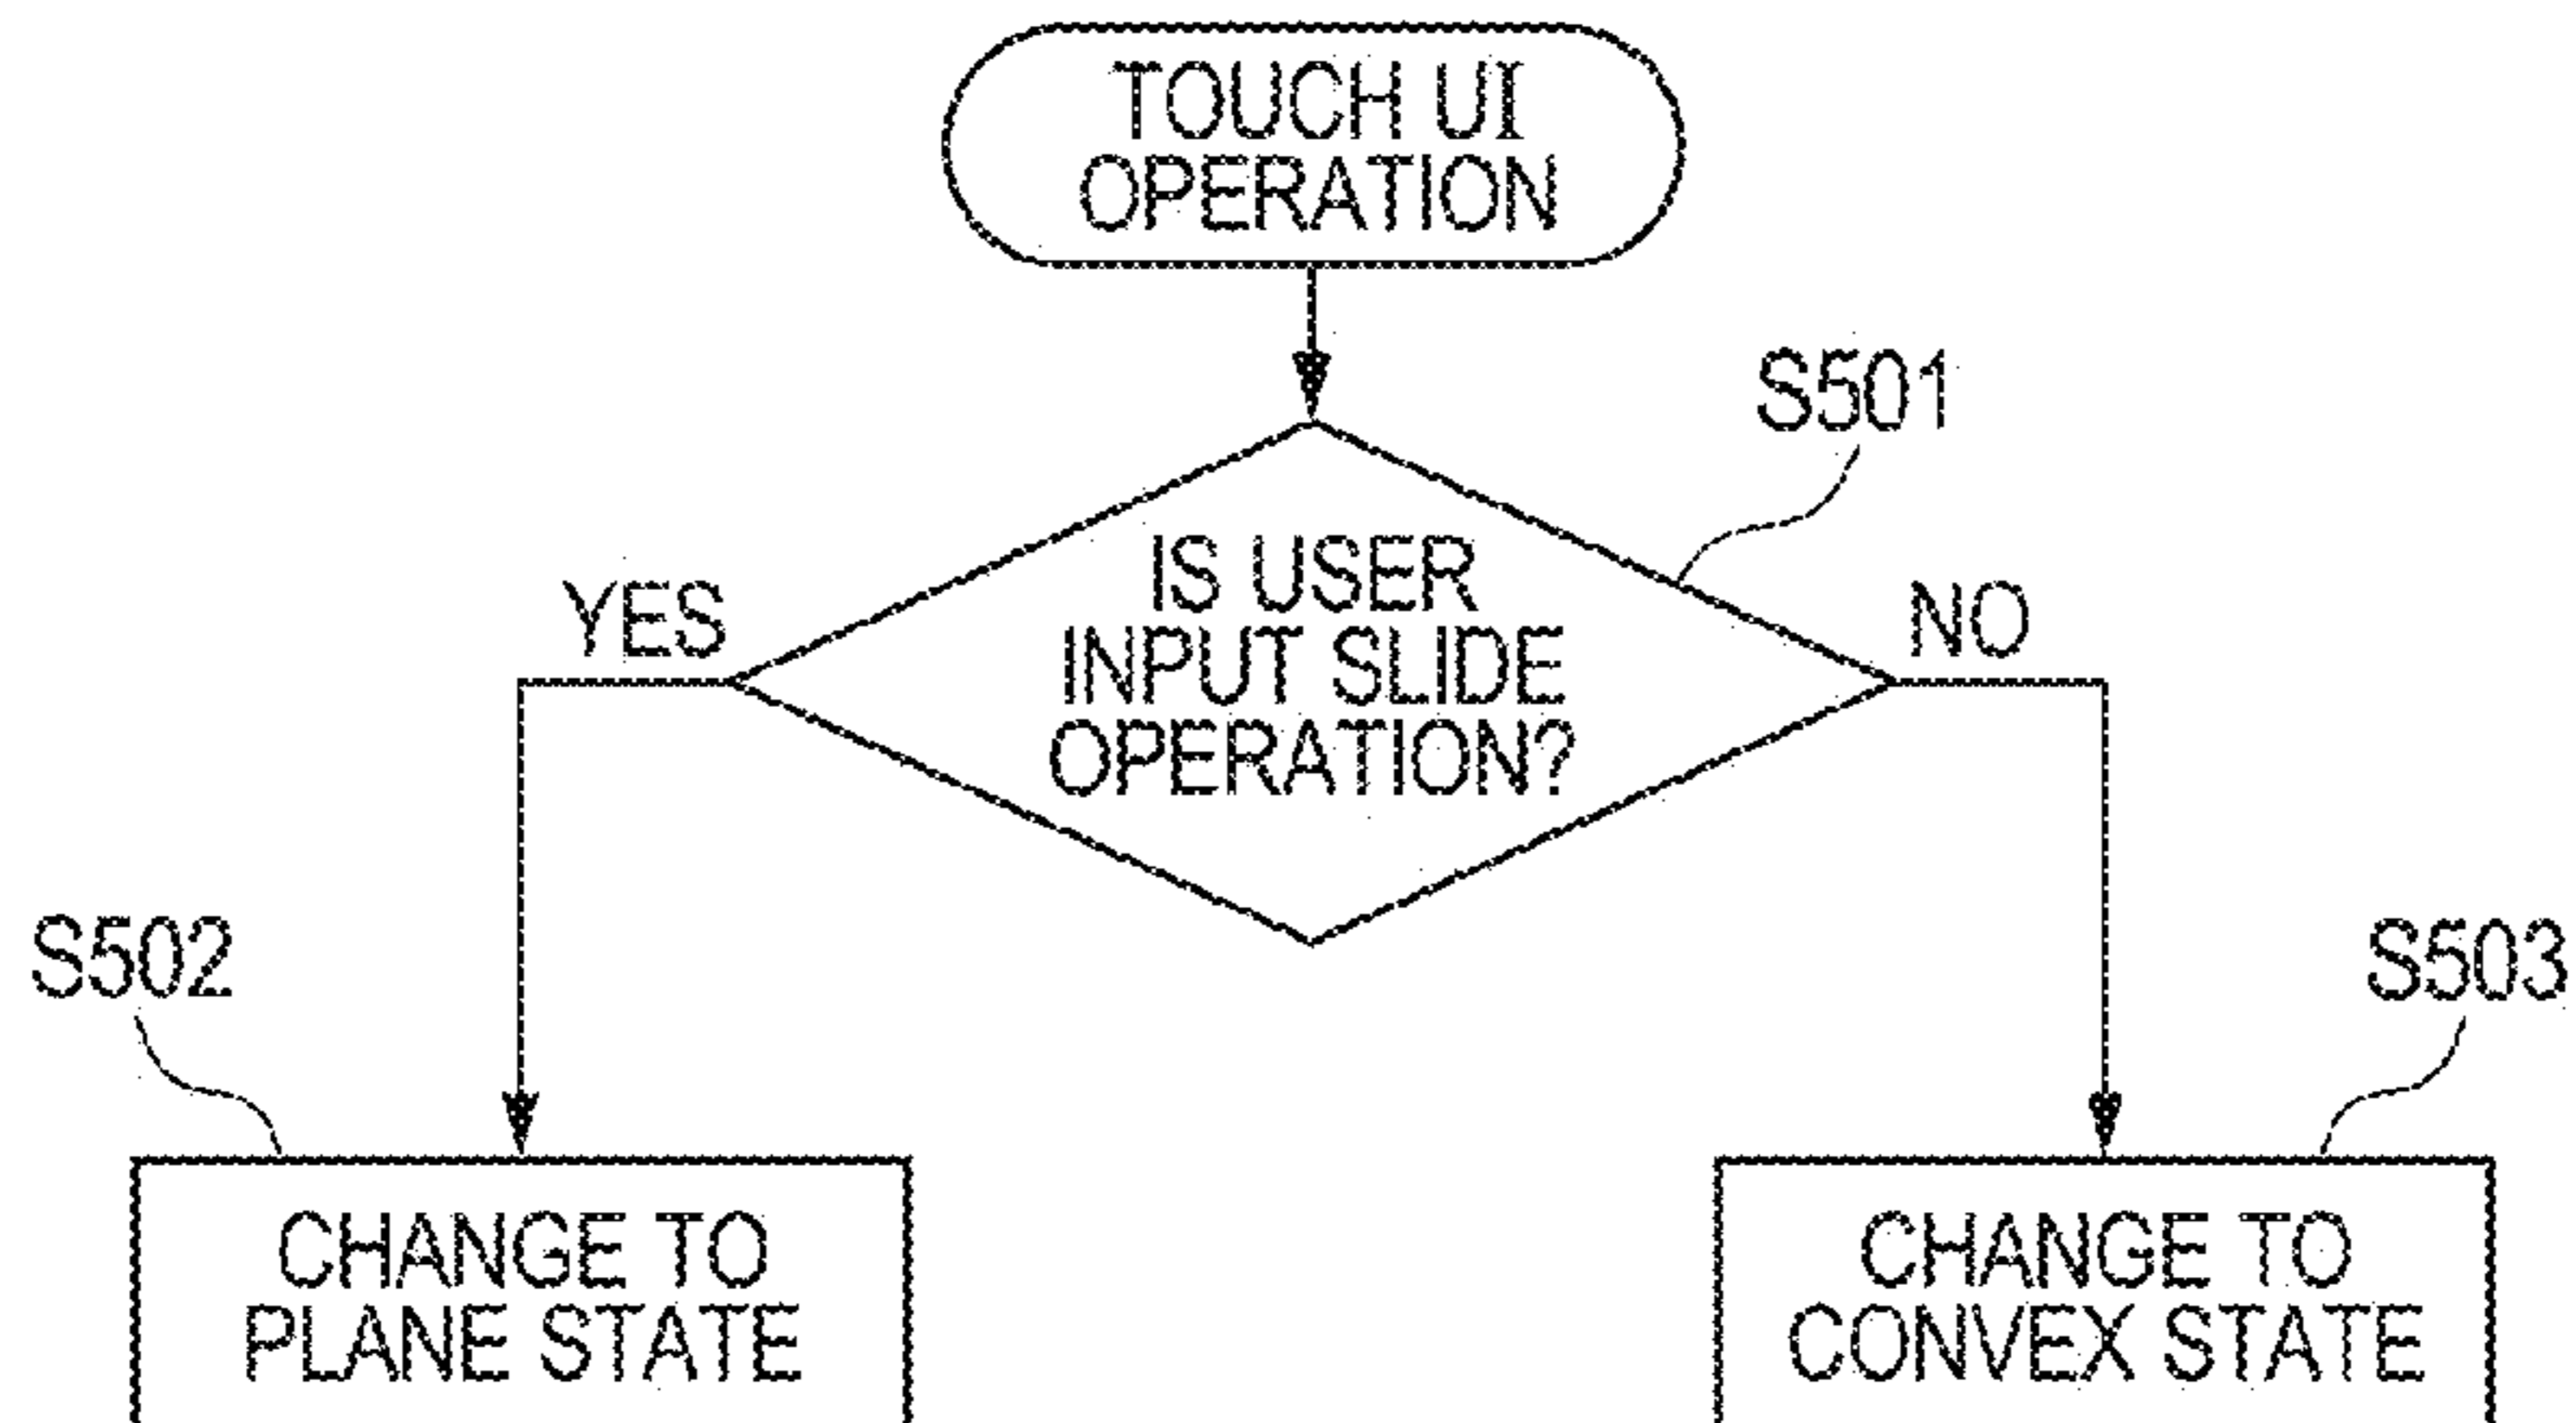 TOUCH UI
OPERATION
S501
IS USER
INPUT SLIDE
OPERATION?
YES
NO
S502
S503
CHANGE TO
PLANE STATE
CHANGE TO
CONVEX STATE